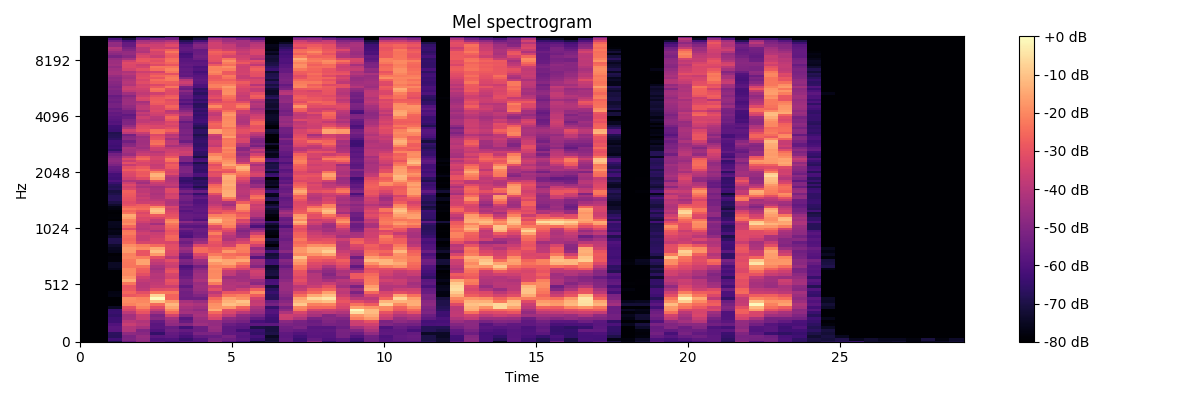 Mel spectrogram
Hz
8192
4096
2048
1024
512
0
0 5 10 15 20 25
Time
+0 dB
-10 dB
-20 dB
-30 dB
-40 dB
-50 dB
-60 dB
-70 dB
-80 dB